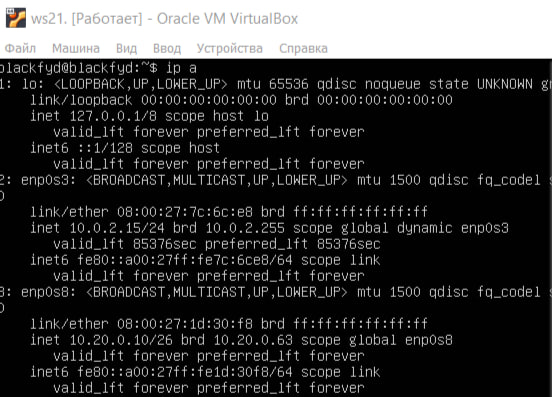 ws21. [Работает] - Oracle VM VirtualBox
Файл Машина Вид Ввод Устройства Справка
blackfyd@blackfyd:~$ ip a
1: lo: <LOOPBACK,UP,LOWER_UP> mtu 65536 qdisc noqueue state UNKNOWN gr
link/loopback 00:00:00:00:00:00 brd 00:00:00:00:00:00
inet 127.0.0.1/8 scope host lo
valid_lft forever preferred_lft forever
inet6 ::1/128 scope host
valid_lft forever preferred_lft forever
2: enp0s3: <BROADCAST,MULTICAST,UP,LOWER_UP> mtu 1500 qdisc fq_codel s
0
link/ether 08:00:27:7c:6c:e8 brd ff:ff:ff:ff:ff:ff
inet 10.0.2.15/24 brd 10.0.2.255 scope global dynamic enp0s3
valid_lft 85376sec preferred_lft 85376sec
inet6 fe80::a00:27ff:fe7c:6ce8/64 scope link
valid_lft forever preferred_lft forever
3: enp0s8: <BROADCAST,MULTICAST,UP,LOWER_UP> mtu 1500 qdisc fq_codel s
0
link/ether 08:00:27:1d:30:f8 brd ff:ff:ff:ff:ff:ff
inet 10.20.0.10/26 brd 10.20.0.63 scope global enp0s8
valid_lft forever preferred_lft forever
inet6 fe80::a00:27ff:fe1d:30f8/64 scope link
valid_lft forever preferred_lft forever